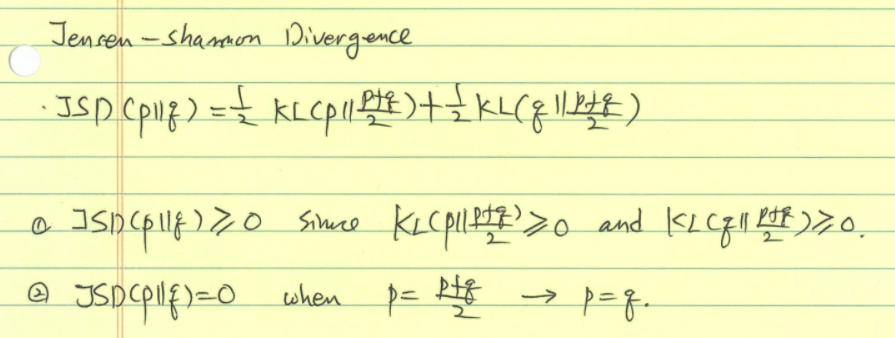 Jensen-Shannon Divergence
· JSD(p||q) = 1/2 KL(p||(p+q)/2) + 1/2 KL(q||(p+q)/2)
① JSD(p||q) ≥ 0 Since KL(p||(p+q)/2) ≥ 0 and KL(q||(p+q)/2) ≥ 0.
② JSD(p||q) = 0 when p = (p+q)/2 → p = q.